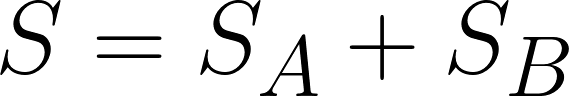 S = S_A + S_B